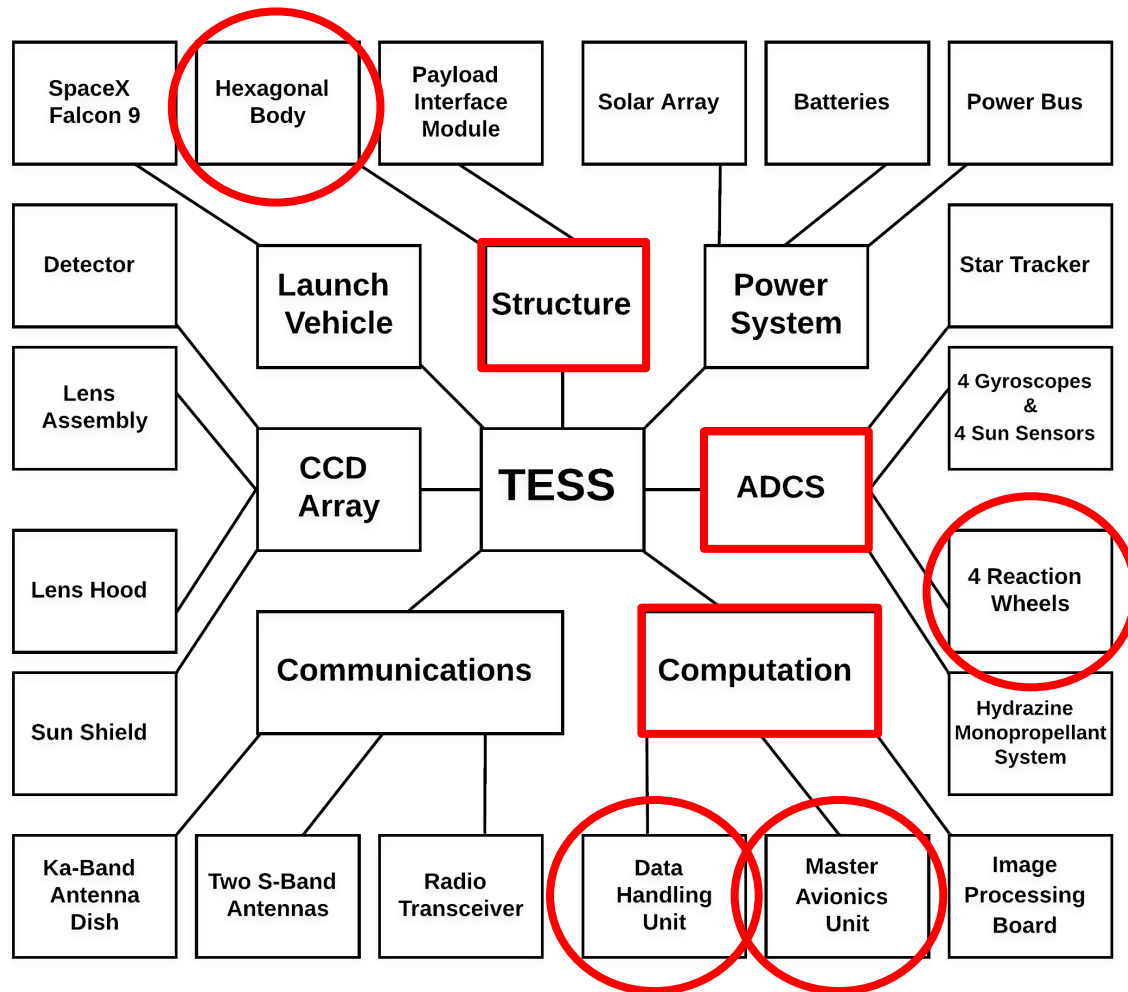 SpaceX
Falcon 9
Hexagonal
Body
Payload
Interface
Module
Solar Array
Batteries
Power Bus
Detector
Launch
Vehicle
Structure
Power
System
Star Tracker
Lens
Assembly
CCD
Array
TESS
ADCS
4 Gyroscopes
&
4 Sun Sensors
Lens Hood
4 Reaction
Wheels
Sun Shield
Communications
Computation
Hydrazine
Monopropellant
System
Ka-Band
Antenna
Dish
Two S-Band
Antennas
Radio
Transceiver
Data
Handling
Unit
Master
Avionics
Unit
Image
Processing
Board